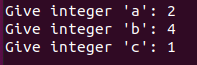 Give integer 'a': 2
Give integer 'b': 4
Give integer 'c': 1